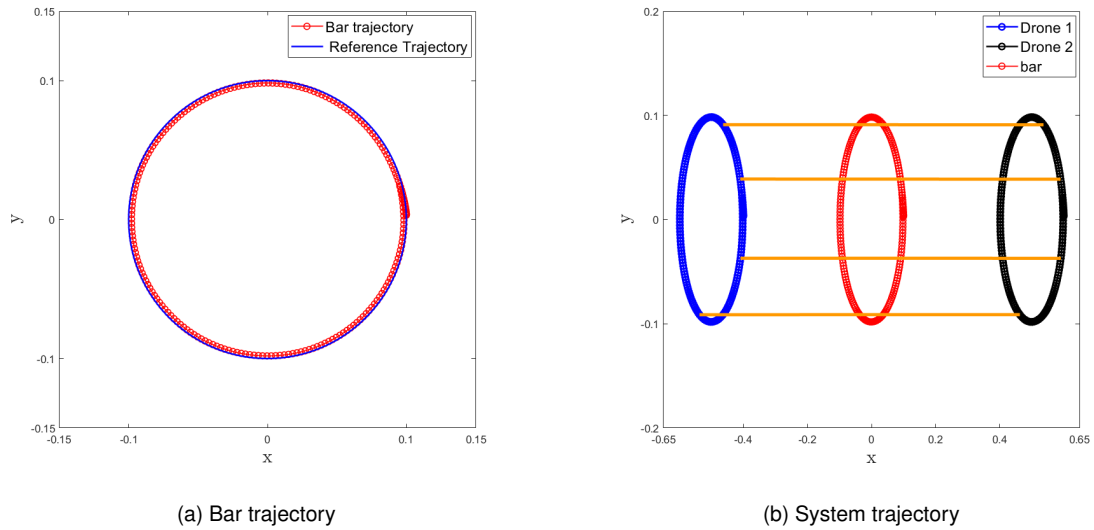 0.15
0.1
0
-0.1
-0.15
y
-0.15
-0.1
0
0.1
0.15
x
Bar trajectory
Reference Trajectory
(a) Bar trajectory
0.2
0.1
0
-0.1
-0.2
y
-0.65
-0.4
-0.2
0
0.2
0.4
0.65
x
Drone 1
Drone 2
bar
(b) System trajectory